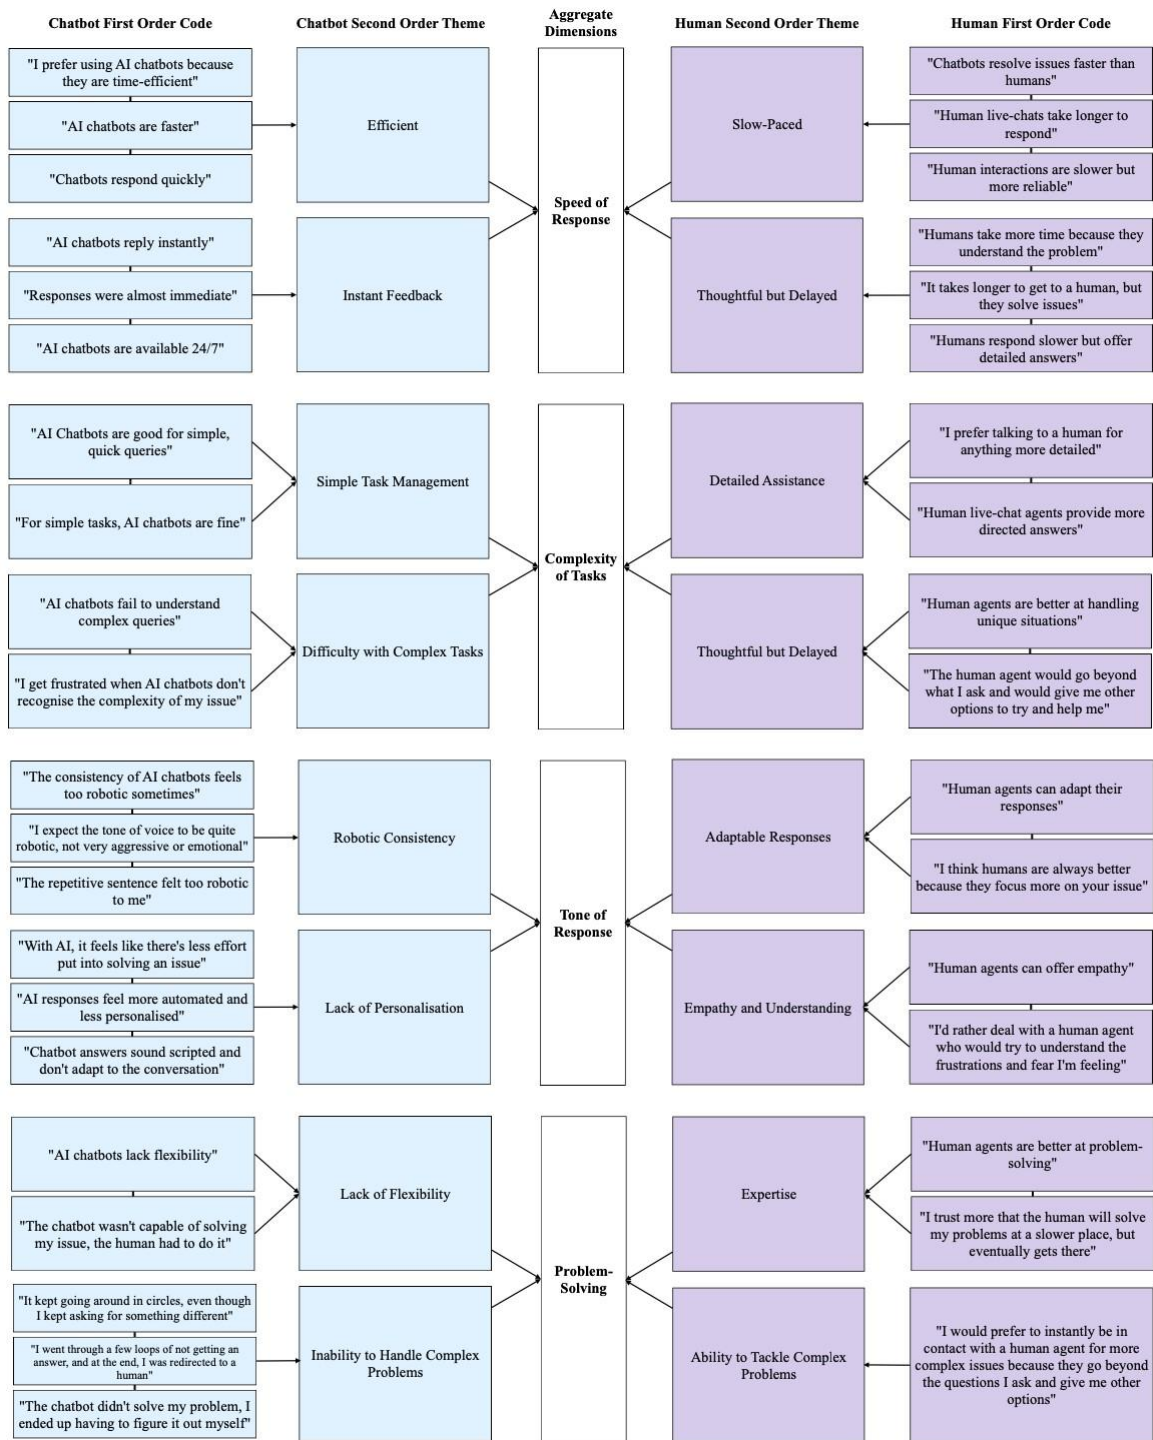 Chatbot First Order Code
Chatbot Second Order Theme
Aggregate
Dimensions
Human Second Order Theme
Human First Order Code
"I prefer using AI chatbots because
they are time-efficient"
"AI chatbots are faster"
"Chatbots respond quickly"
Efficient
"AI chatbots reply instantly"
"Responses were almost immediate"
"AI chatbots are available 24/7"
Instant Feedback
Speed of
Response
Slow-Paced
"Chatbots resolve issues faster than
humans"
"Human live-chats take longer to
respond"
"Human interactions are slower but
more reliable"
Thoughtful but Delayed
"Humans take more time because they
understand the problem"
"It takes longer to get to a human, but
they solve issues"
"Humans respond slower but offer
detailed answers"
"AI Chatbots are good for simple,
quick queries"
"For simple tasks, AI chatbots are fine"
Simple Task Management
"AI chatbots fail to understand
complex queries"
"I get frustrated when AI chatbots don't
recognise the complexity of my issue"
Difficulty with Complex Tasks
Complexity
of Tasks
Detailed Assistance
"I prefer talking to a human for
anything more detailed"
"Human live-chat agents provide more
directed answers"
Thoughtful but Delayed
"Human agents are better at handling
unique situations"
"The human agent would go beyond
what I ask and would give me other
options to try and help me"
"The consistency of AI chatbots feels
too robotic sometimes"
"I expect the tone of voice to be quite
robotic, not very aggressive or emotional"
"The repetitive sentence felt too robotic
to me"
Robotic Consistency
"With AI, it feels like there's less effort
put into solving an issue"
"AI responses feel more automated and
less personalised"
"Chatbot answers sound scripted and
don't adapt to the conversation"
Lack of Personalisation
Tone of
Response
Adaptable Responses
"Human agents can adapt their
responses"
"I think humans are always better
because they focus more on your issue"
Empathy and Understanding
"Human agents can offer empathy"
"I'd rather deal with a human agent
who would try to understand the
frustrations and fear I'm feeling"
"AI chatbots lack flexibility"
"The chatbot wasn't capable of solving
my issue, the human had to do it"
Lack of Flexibility
"It kept going around in circles, even though
I kept asking for something different"
"I went through a few loops of not getting an
answer, and at the end, I was redirected to a
human"
"The chatbot didn't solve my problem, I
ended up having to figure it out myself"
Inability to Handle Complex
Problems
Problem-
Solving
Expertise
"Human agents are better at problem-
solving"
"I trust more that the human will solve
my problems at a slower place, but
eventually gets there"
Ability to Tackle Complex
Problems
"I would prefer to instantly be in
contact with a human agent for more
complex issues because they go beyond
the questions I ask and give me other
options"